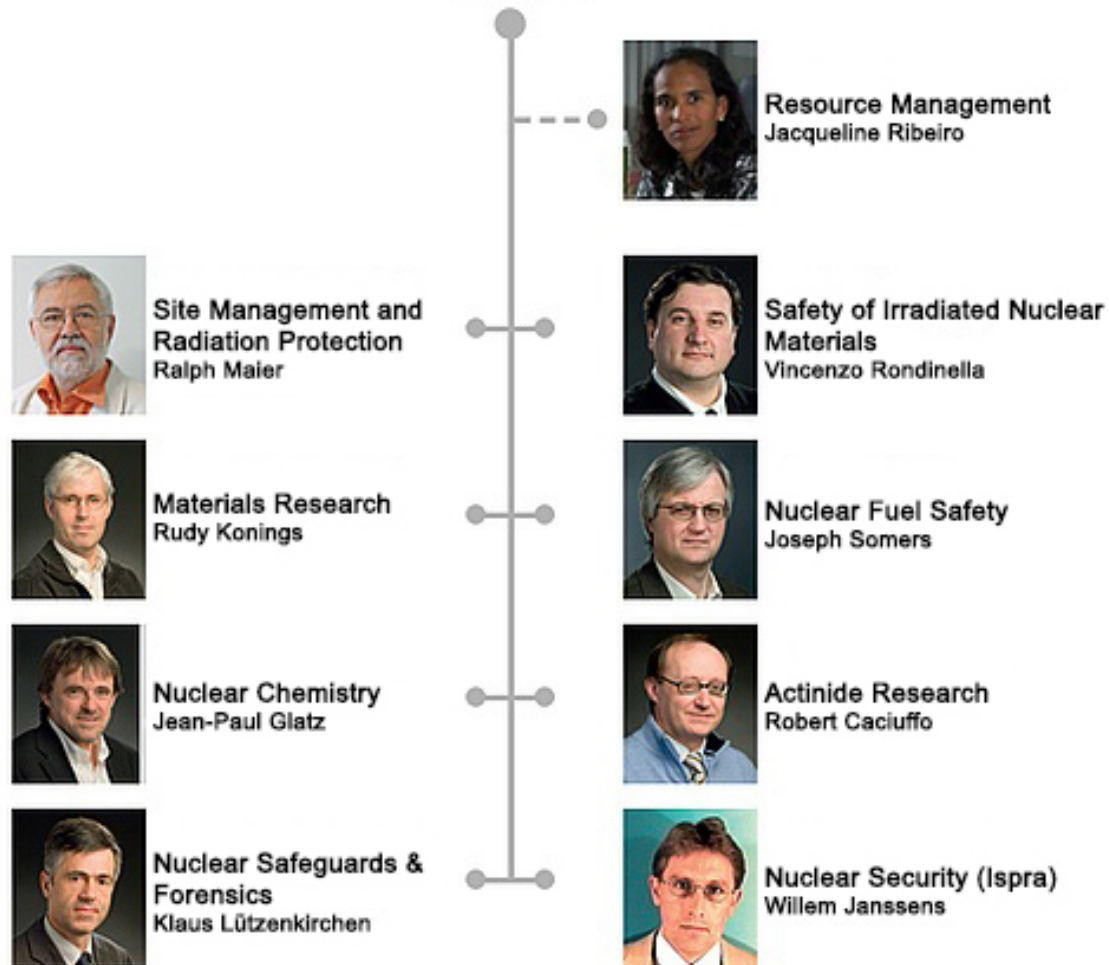 Resource Management
Jacqueline Ribeiro
Site Management and
Radiation Protection
Ralph Maier
Safety of Irradiated Nuclear
Materials
Vincenzo Rondinella
Materials Research
Rudy Konings
Nuclear Fuel Safety
Joseph Somers
Nuclear Chemistry
Jean-Paul Glatz
Actinide Research
Robert Caciuffo
Nuclear Safeguards &
Forensics
Klaus Lützenkirchen
Nuclear Security (Ispra)
Willem Janssens